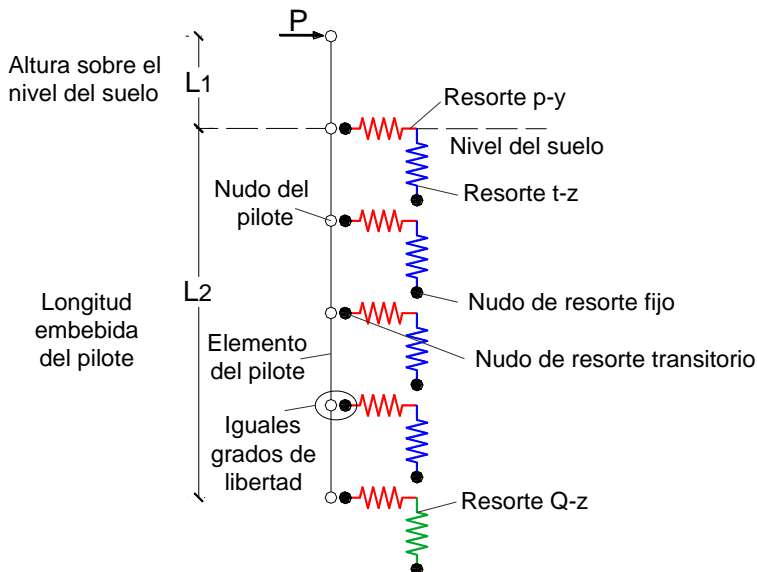 P
Altura sobre el
nivel del suelo
L1
Resorte p-y
Nivel del suelo
Resorte t-z
Nudo del
pilote
L2
Longitud
embebida
del pilote
Nudo de resorte fijo
Elemento
del pilote
Nudo de resorte transitorio
Iguales
grados de
libertad
Resorte Q-z